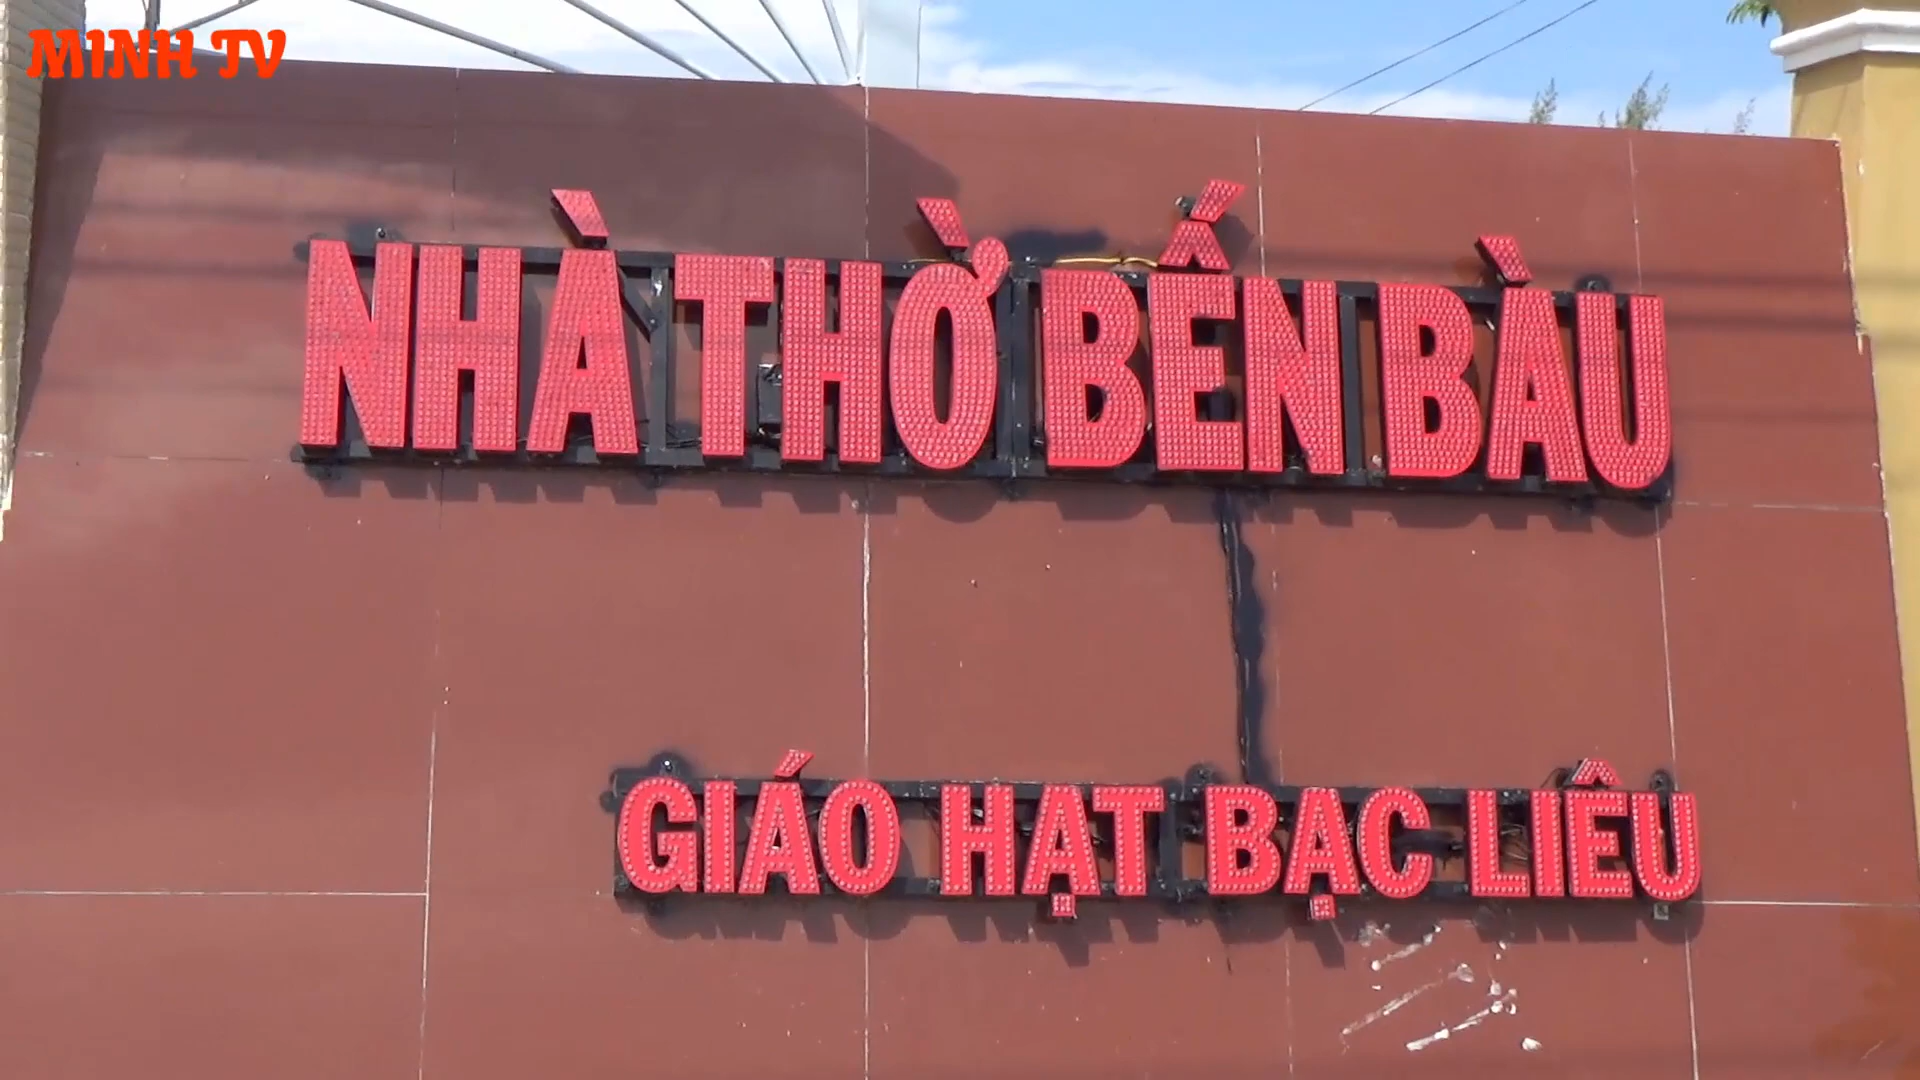 MINH TV
NHÀ THỜ BẾN BÀU
GIÁO HẠT BẠC LIÊU